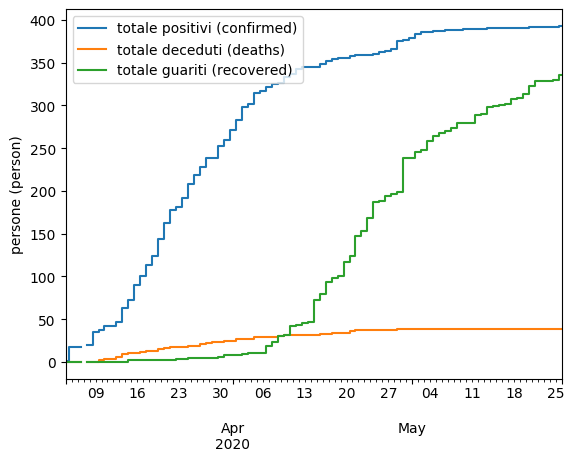 totale positivi (confirmed)
totale deceduti (deaths)
totale guariti (recovered)
persone (person)
400
350
300
250
200
150
100
50
0
09 16 23 30 06 13 20 27 04 11 18 25
Apr May
2020